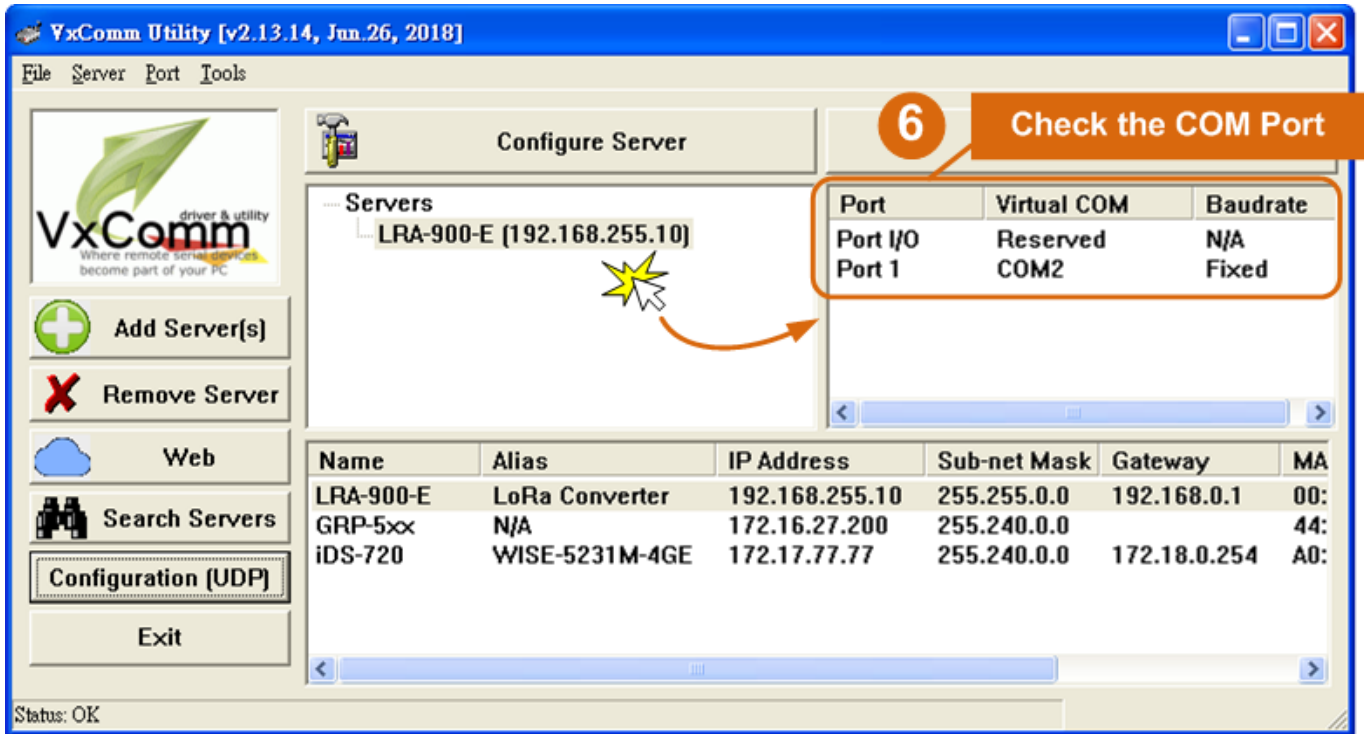 VxComm Utility [v2.13.14, Jun.26, 2018]
File Server Port Tools
VxComm
driver & utility
Where remote serial devices
become part of your PC
Add Server(s)
Remove Server
Web
Search Servers
Configuration (UDP)
Exit
Configure Server
6 Check the COM Port
Servers
LRA-900-E (192.168.255.10)
Port Virtual COM Baudrate
Port I/O Reserved N/A
Port 1 COM2 Fixed
Name Alias IP Address Sub-net Mask Gateway MA
LRA-900-E LoRa Converter 192.168.255.10 255.255.0.0 192.168.0.1 00:
GRP-5xx N/A 172.16.27.200 255.240.0.0 44:
iDS-720 WISE-5231M-4GE 172.17.77.77 255.240.0.0 172.18.0.254 A0:
Status: OK